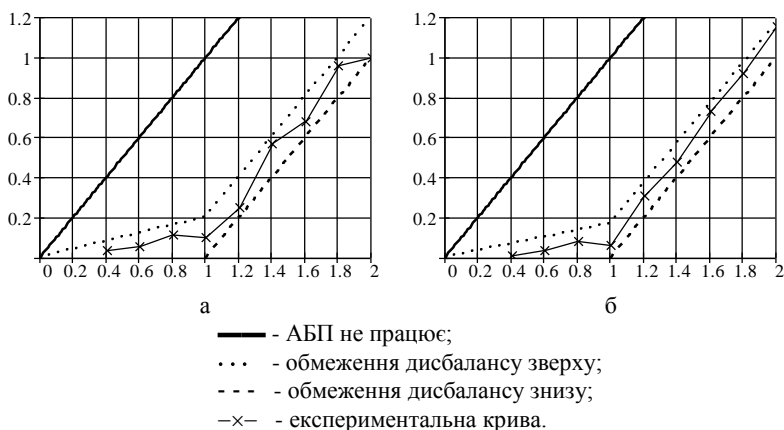 1.2 1.2
1 1
0.8 0.8
0.6 0.6
0.4 0.4
0.2 0.2
0 0.2 0.4 0.6 0.8 1 1.2 1.4 1.6 1.8 2 0 0.2 0.4 0.6 0.8 1 1.2 1.4 1.6 1.8 2
а б
- АБП не працює;
- обмеження дисбалансу зверху;
- обмеження дисбалансу знизу;
- експериментальна крива.